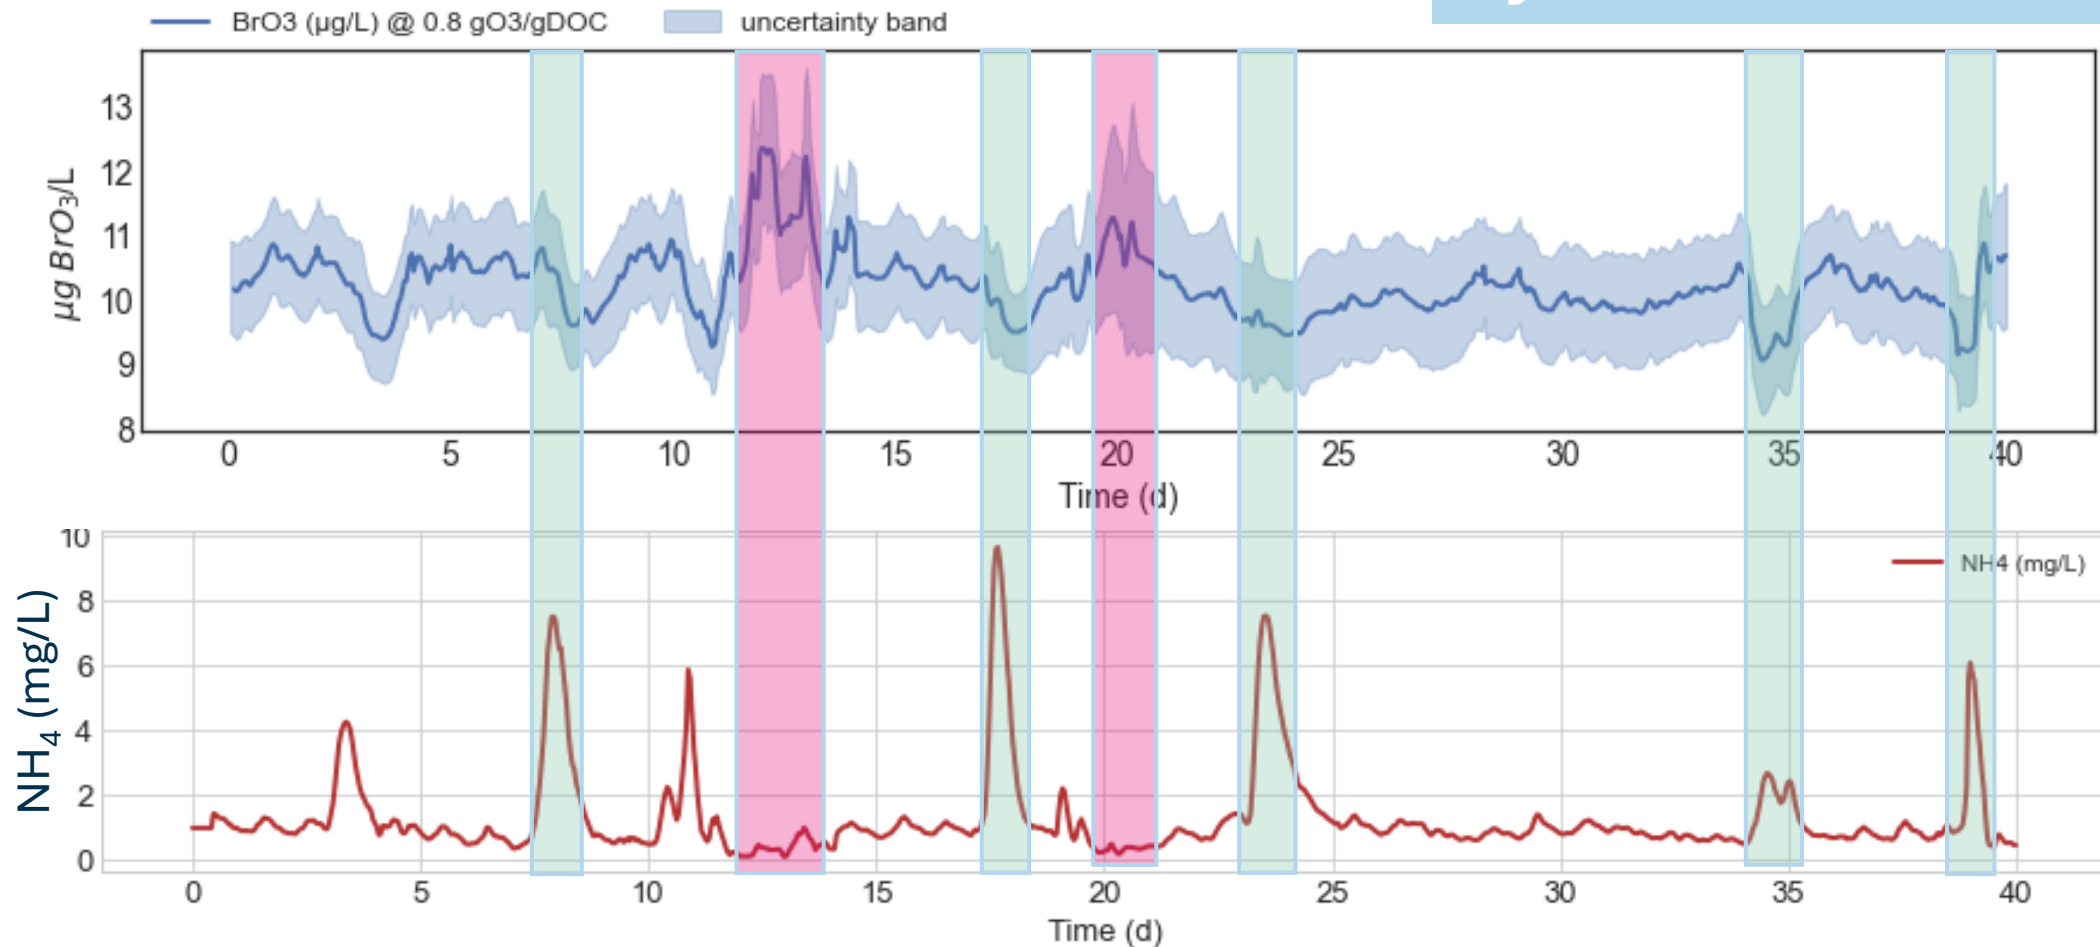 BrO3 (µg/L) @ 0.8 gO3/gDOC uncertainty band
13
12
11
10
9
8
µg BrO₃/L
0 5 10 15 20 25 30 35 40
Time (d)
10
8
6
4
2
0
NH₄ (mg/L)
NH4 (mg/L)
0 5 10 15 20 25 30 35 40
Time (d)